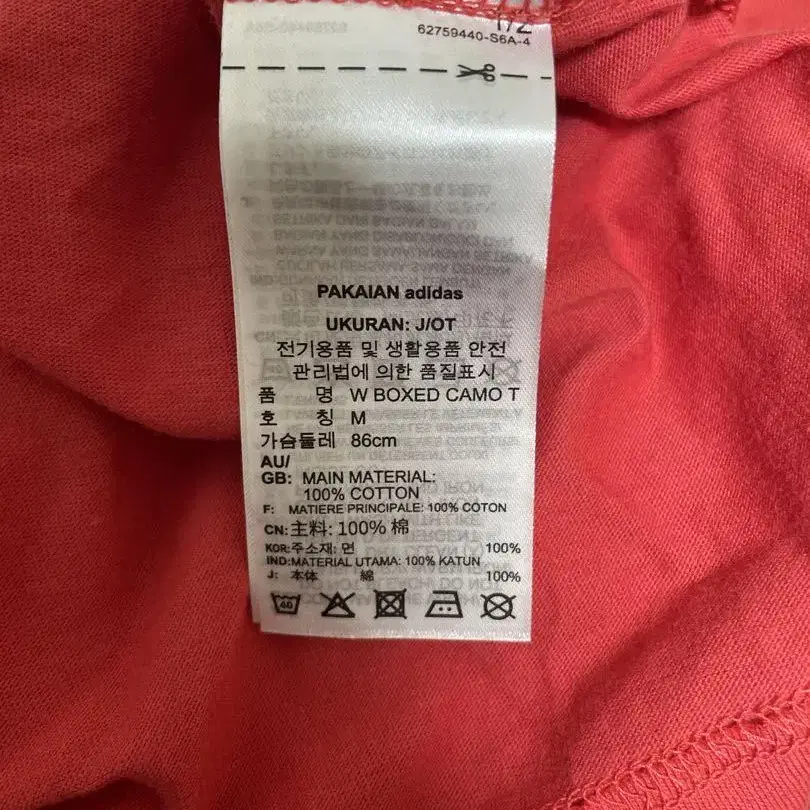 1/2
62759440-S6A-4
PAKAIAN adidas
UKURAN: J/OT
전기용품 및 생활용품 안전
관리법에 의한 품질표시
품 명 W BOXED CAMO T
호 칭 M
가슴둘레 86cm
AU/
GB: MAIN MATERIAL:
100% COTTON
F: MATIERE PRINCIPALE: 100% COTON
CN: 主料: 100% 棉
KOR: 주소재: 면 100%
IND: MATERIAL UTAMA: 100% KATUN
J: 本体 綿 100%
40